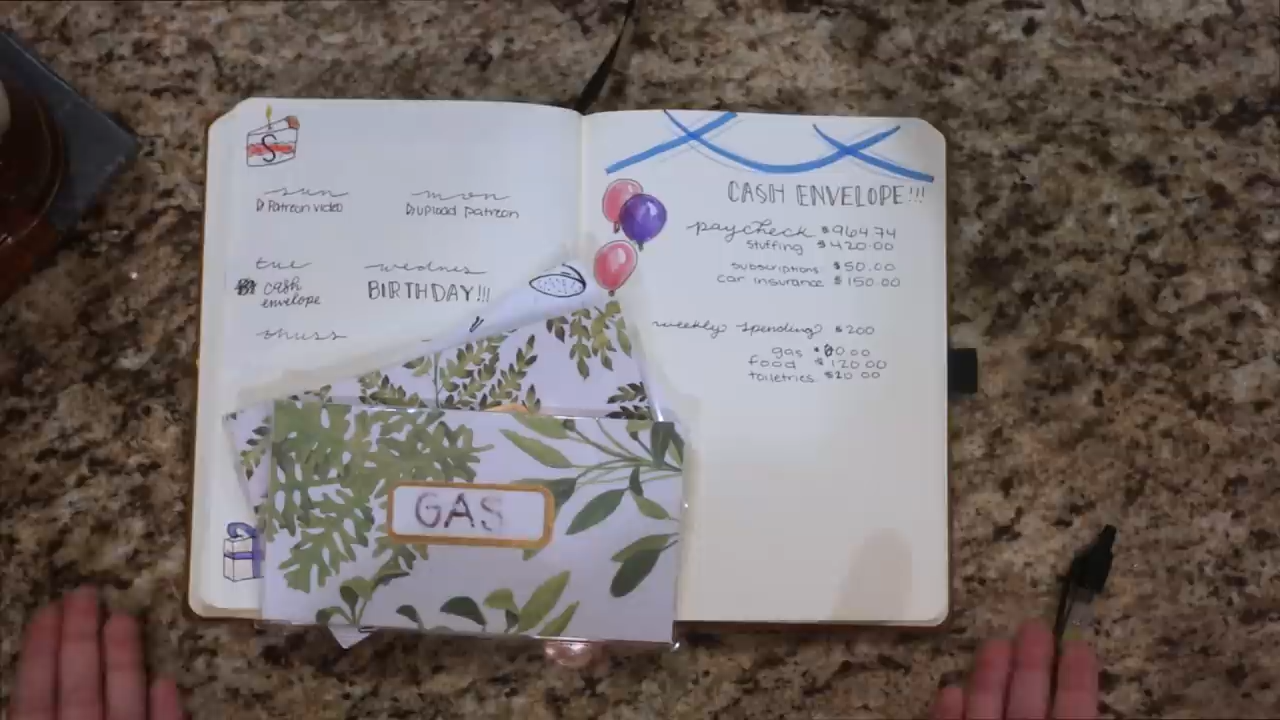 S
sun
Patreon video
mon
upload patreon
tue
cash
envelope
wednes
BIRTHDAY!!!
GAS
CASH ENVELOPE!!!
paycheck $964.74
stuffing $420.00
subscriptions $50.00
car insurance $150.00
weekly spending $200
gas $60.00
food $120.00
toiletries $20.00